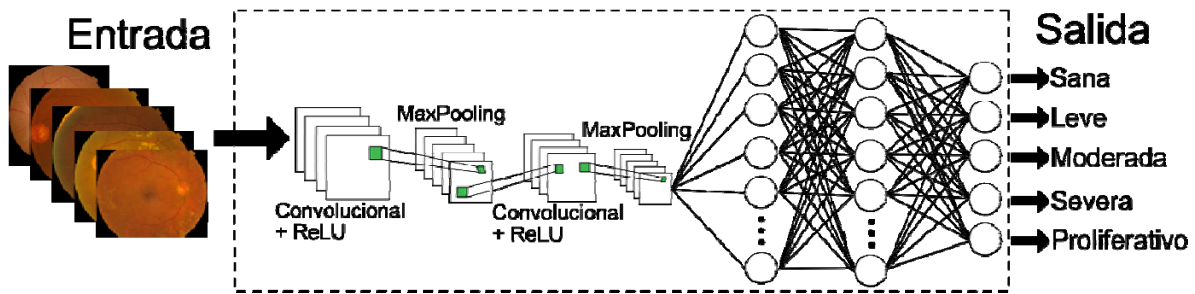 Entrada
Convolucional
+ ReLU
MaxPooling
Convolucional
+ ReLU
MaxPooling
Salida
Sana
Leve
Moderada
Severa
Proliferativo